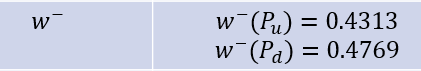 w⁻ w⁻(Pᵤ) = 0.4313
w⁻(P_d) = 0.4769